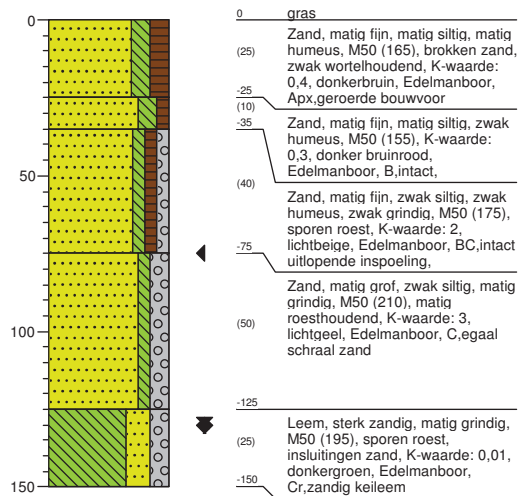 0
50
100
150
0 gras
(25)
Zand, matig fijn, matig siltig, matig
humeus, M50 (165), brokken zand,
zwak wortelhoudend, K-waarde:
0,4, donkerbruin, Edelmanboor,
Apx,geroerde bouwvoor
-25
(10)
-35
Zand, matig fijn, matig siltig, zwak
humeus, M50 (155), K-waarde:
0,3, donker bruinrood,
Edelmanboor, B,intact,
(40)
Zand, matig fijn, zwak siltig, zwak
humeus, zwak grindig, M50 (175),
sporen roest, K-waarde: 2,
lichtbeige, Edelmanboor, BC,intact
uitlopende inspoeling,
-75
Zand, matig grof, zwak siltig, matig
grindig, M50 (210), matig
roesthoudend, K-waarde: 3,
lichtgeel, Edelmanboor, C,egaal
schraal zand
(50)
-125
Leem, sterk zandig, matig grindig,
M50 (195), sporen roest,
insluitingen zand, K-waarde: 0,01,
donkergroen, Edelmanboor,
Cr,zandig keileem
(25)
-150